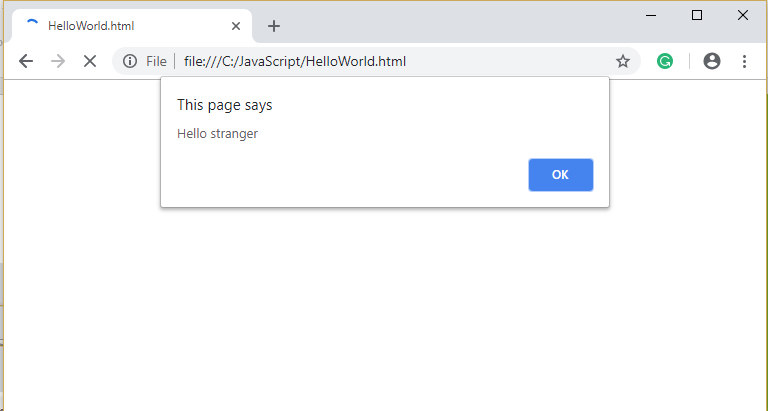 HelloWorld.html
File
file:///C:/JavaScript/HelloWorld.html
This page says
Hello stranger
OK